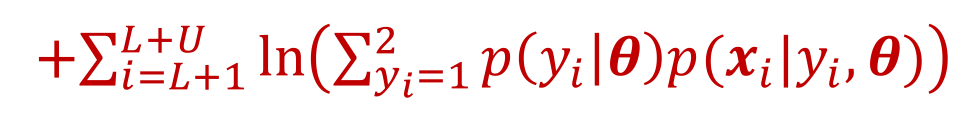 +∑_{i=L+1}^{L+U} ln(∑_{y_i=1}^{2} p(y_i|θ)p(x_i|y_i, θ))